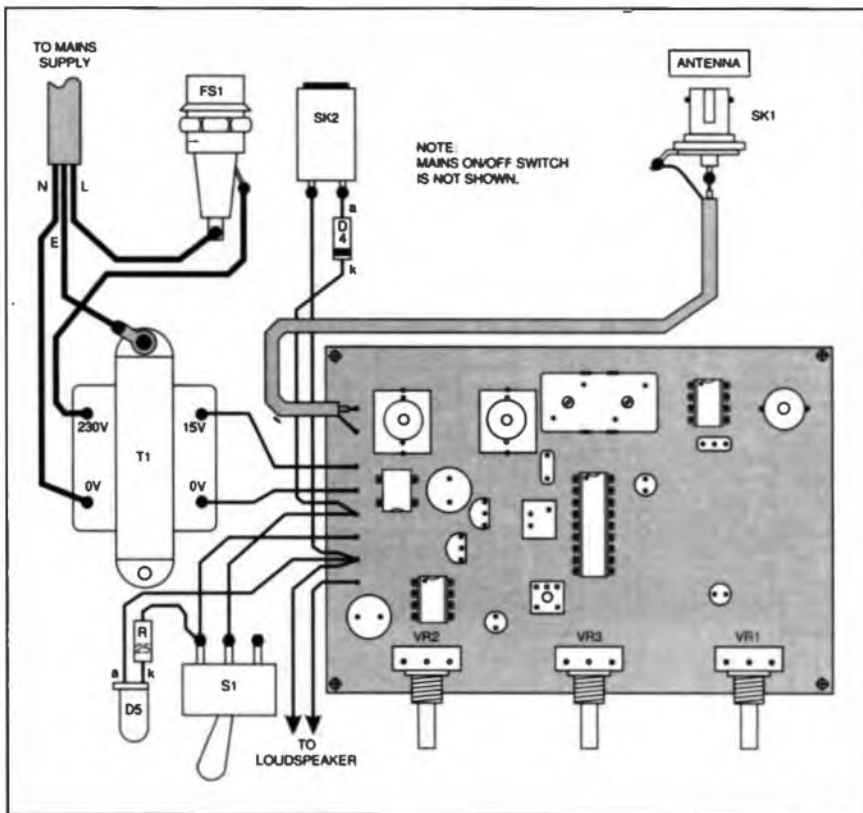 TO MAINS
SUPPLY
FS1
SK2
ANTENNA
SK1
NOTE:
MAINS ON/OFF SWITCH
IS NOT SHOWN.
N
L
E
a
D
4
k
230V
15V
T1
0V
0V
R
25
a
k
D5
S1
VR2
VR3
VR1
TO
LOUDSPEAKER